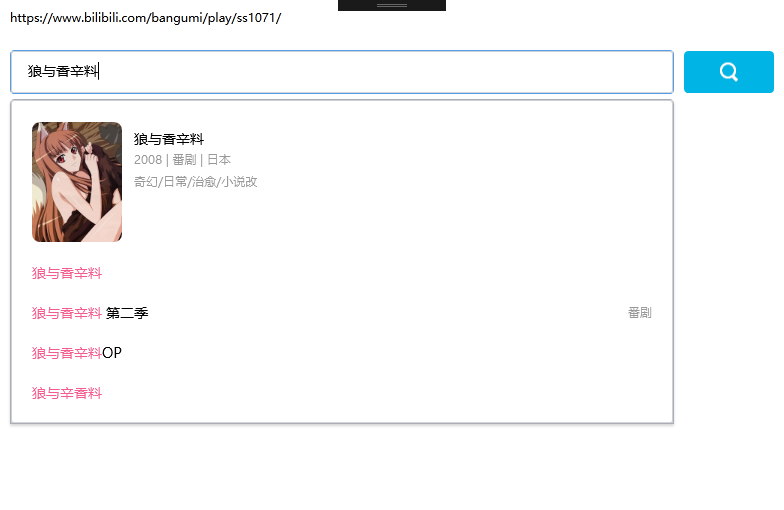 https://www.bilibili.com/bangumi/play/ss1071/
狼与香辛料
狼与香辛料
2008 | 番剧 | 日本
奇幻/日常/治愈/小说改
狼与香辛料
狼与香辛料 第二季 番剧
狼与香辛料OP
狼与辛香料